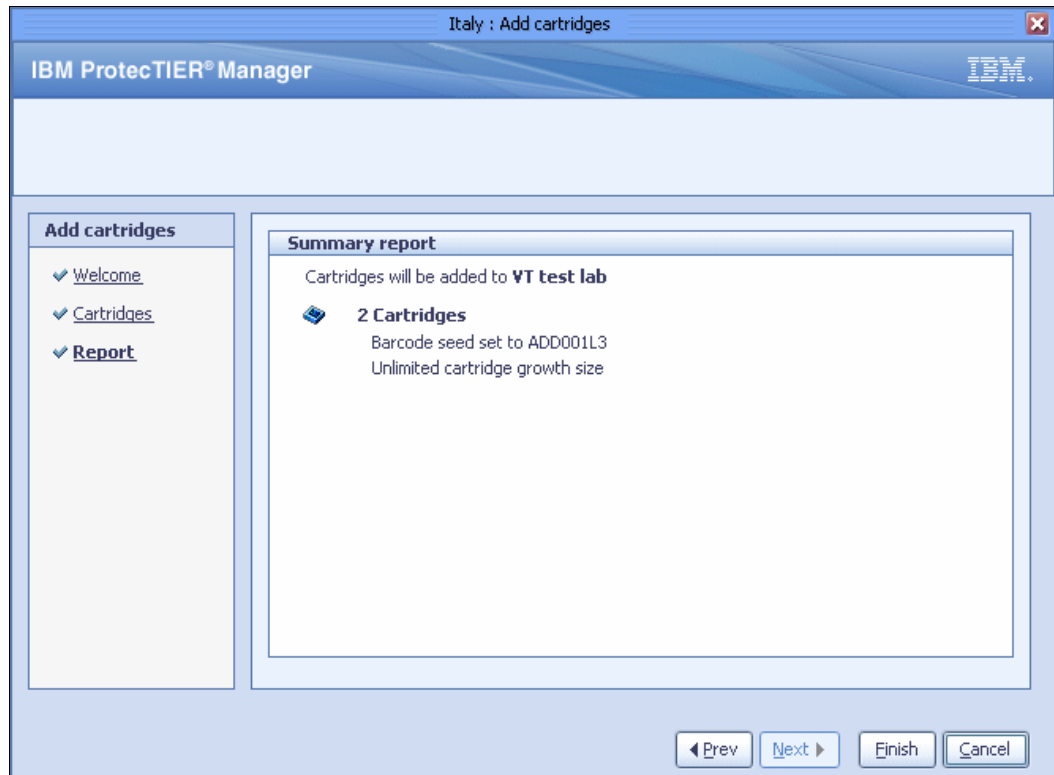 Italy : Add cartridges
IBM ProtecTIER® Manager
IBM.
Add cartridges
Welcome
Cartridges
Report
Summary report
Cartridges will be added to VT test lab
2 Cartridges
Barcode seed set to ADD001L3
Unlimited cartridge growth size
Prev
Next
Finish
Cancel